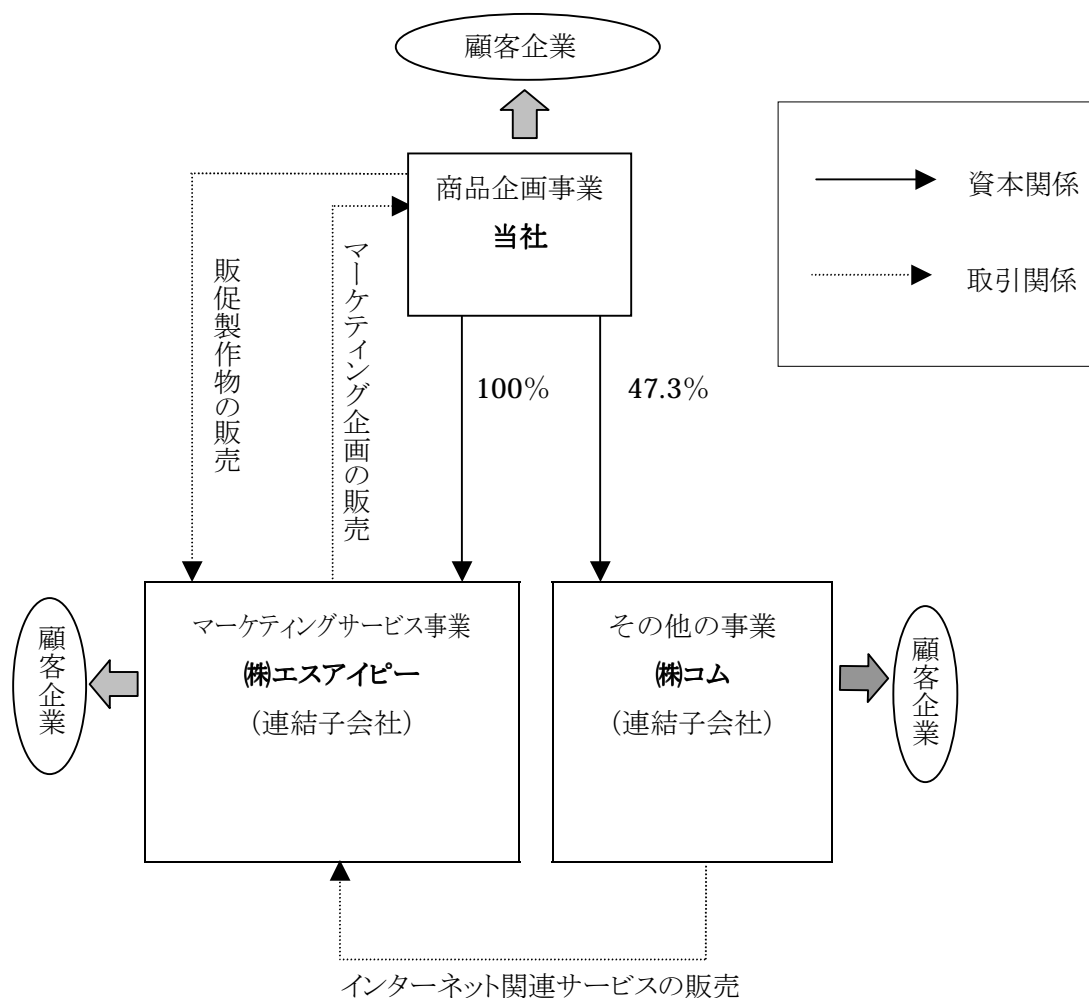 顧客企業
商品企画事業
当社
資本関係
取引関係
販促製作物の販売
マーケティング企画の販売
100%
47.3%
マーケティングサービス事業
㈱エスアイピー
（連結子会社）
その他の事業
㈱コム
（連結子会社）
顧客企業
顧客企業
インターネット関連サービスの販売